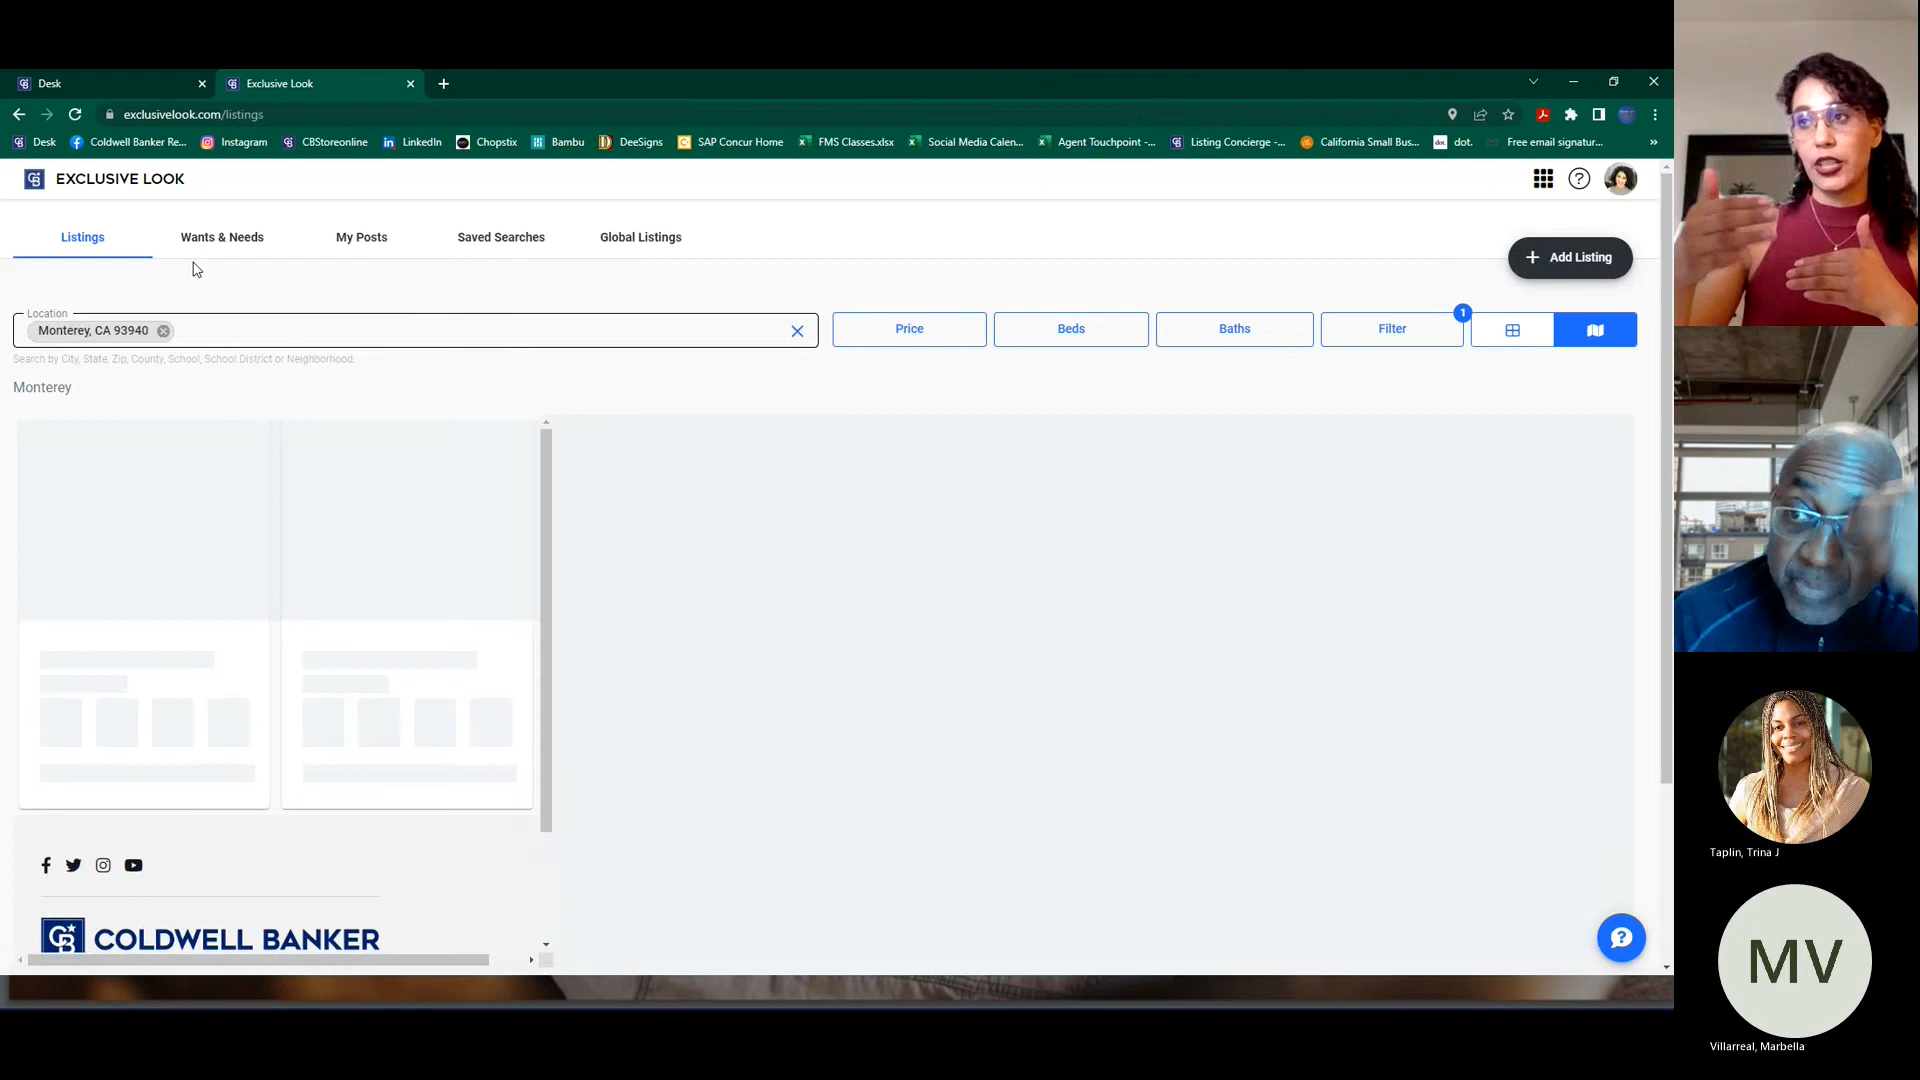 Desk
Exclusive Look
exclusivelook.com/listings
Desk
Coldwell Banker Re...
Instagram
CBStoreonline
LinkedIn
Chopstix
Bambu
DeeSigns
SAP Concur Home
FMS Classes.xlsx
Social Media Calen...
Agent Touchpoint -...
Listing Concierge -...
California Small Bus...
dot.
Free email signatur...
EXCLUSIVE LOOK
Listings
Wants & Needs
My Posts
Saved Searches
Global Listings
+ Add Listing
Location
Monterey, CA 93940
Price
Beds
Baths
Filter
1
Search by City, State, Zip, County, School, School District or Neighborhood.
Monterey
COLDWELL BANKER
Taplin, Trina J
MV
Villarreal, Marbella